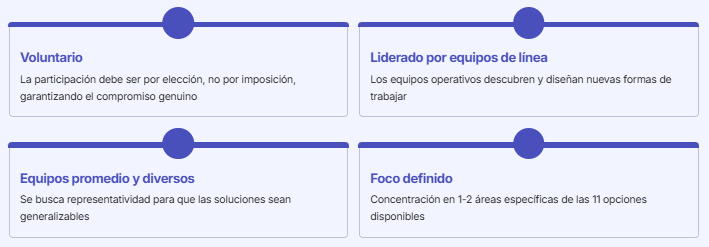 Voluntario
La participación debe ser por elección, no por imposición,
garantizando el compromiso genuino
Liderado por equipos de línea
Los equipos operativos descubren y diseñan nuevas formas de
trabajar
Equipos promedio y diversos
Se busca representatividad para que las soluciones sean
generalizables
Foco definido
Concentración en 1-2 áreas específicas de las 11 opciones
disponibles